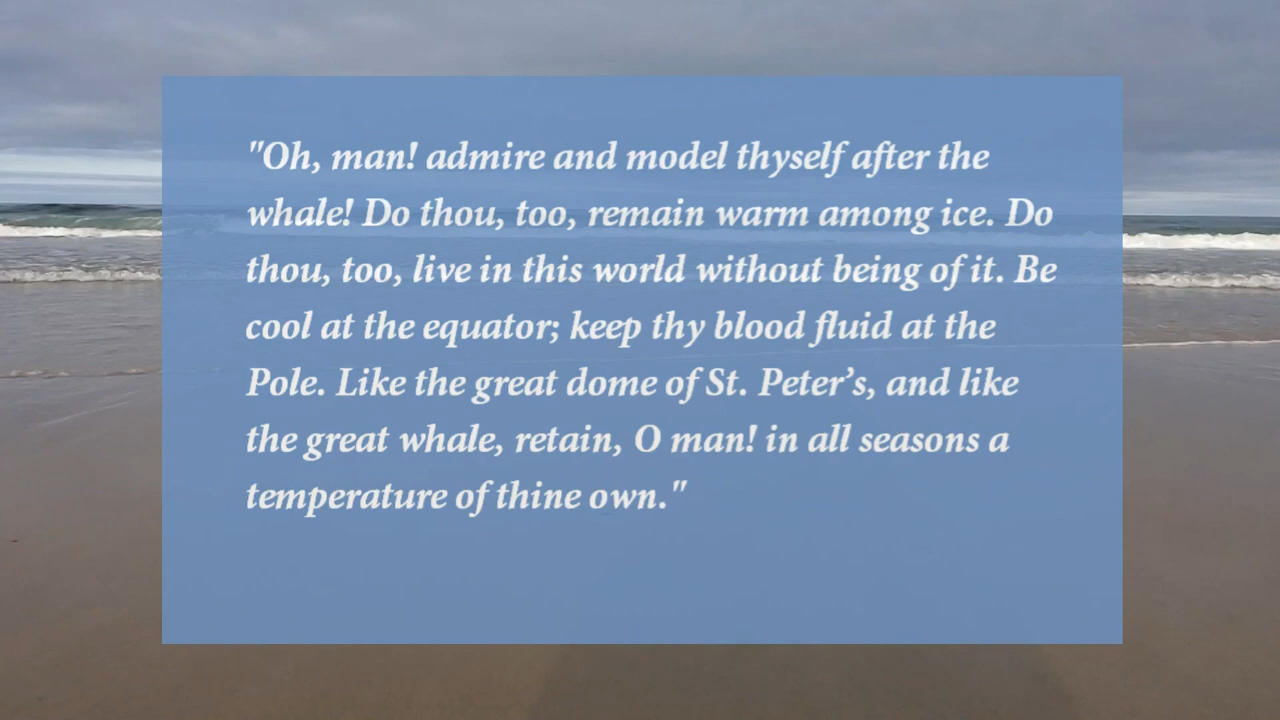 "Oh, man! admire and model thyself after the
whale! Do thou, too, remain warm among ice. Do
thou, too, live in this world without being of it. Be
cool at the equator; keep thy blood fluid at the
Pole. Like the great dome of St. Peter’s, and like
the great whale, retain, O man! in all seasons a
temperature of thine own."